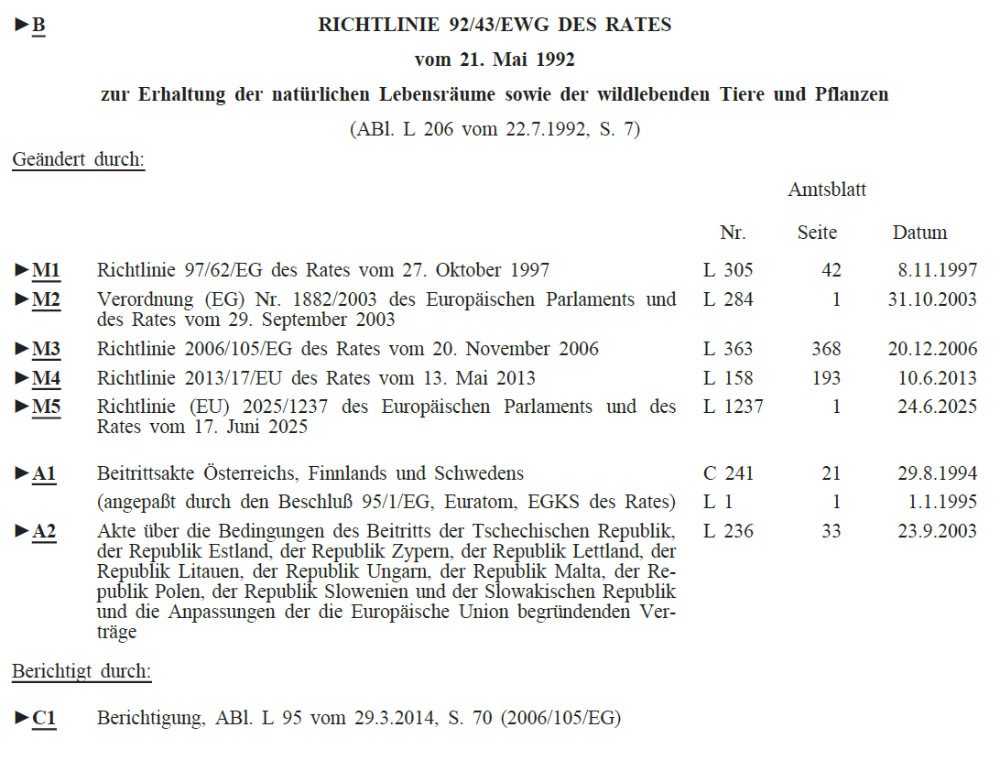 ►B RICHTLINIE 92/43/EWG DES RATES
vom 21. Mai 1992
zur Erhaltung der natürlichen Lebensräume sowie der wildlebenden Tiere und Pflanzen
(ABl. L 206 vom 22.7.1992, S. 7)
Geändert durch:
Amtsblatt
Nr. Seite Datum
►M1 Richtlinie 97/62/EG des Rates vom 27. Oktober 1997 L 305 42 8.11.1997
►M2 Verordnung (EG) Nr. 1882/2003 des Europäischen Parlaments und L 284 1 31.10.2003
des Rates vom 29. September 2003
►M3 Richtlinie 2006/105/EG des Rates vom 20. November 2006 L 363 368 20.12.2006
►M4 Richtlinie 2013/17/EU des Rates vom 13. Mai 2013 L 158 193 10.6.2013
►M5 Richtlinie (EU) 2025/1237 des Europäischen Parlaments und des L 1237 1 24.6.2025
Rates vom 17. Juni 2025
►A1 Beitrittsakte Österreichs, Finnlands und Schwedens C 241 21 29.8.1994
(angepaßt durch den Beschluß 95/1/EG, Euratom, EGKS des Rates) L 1 1 1.1.1995
►A2 Akte über die Bedingungen des Beitritts der Tschechischen Republik, L 236 33 23.9.2003
der Republik Estland, der Republik Zypern, der Republik Lettland, der
Republik Litauen, der Republik Ungarn, der Republik Malta, der Re-
publik Polen, der Republik Slowenien und der Slowakischen Republik
und die Anpassungen der die Europäische Union begründenden Ver-
träge
Berichtigt durch:
►C1 Berichtigung, ABl. L 95 vom 29.3.2014, S. 70 (2006/105/EG)